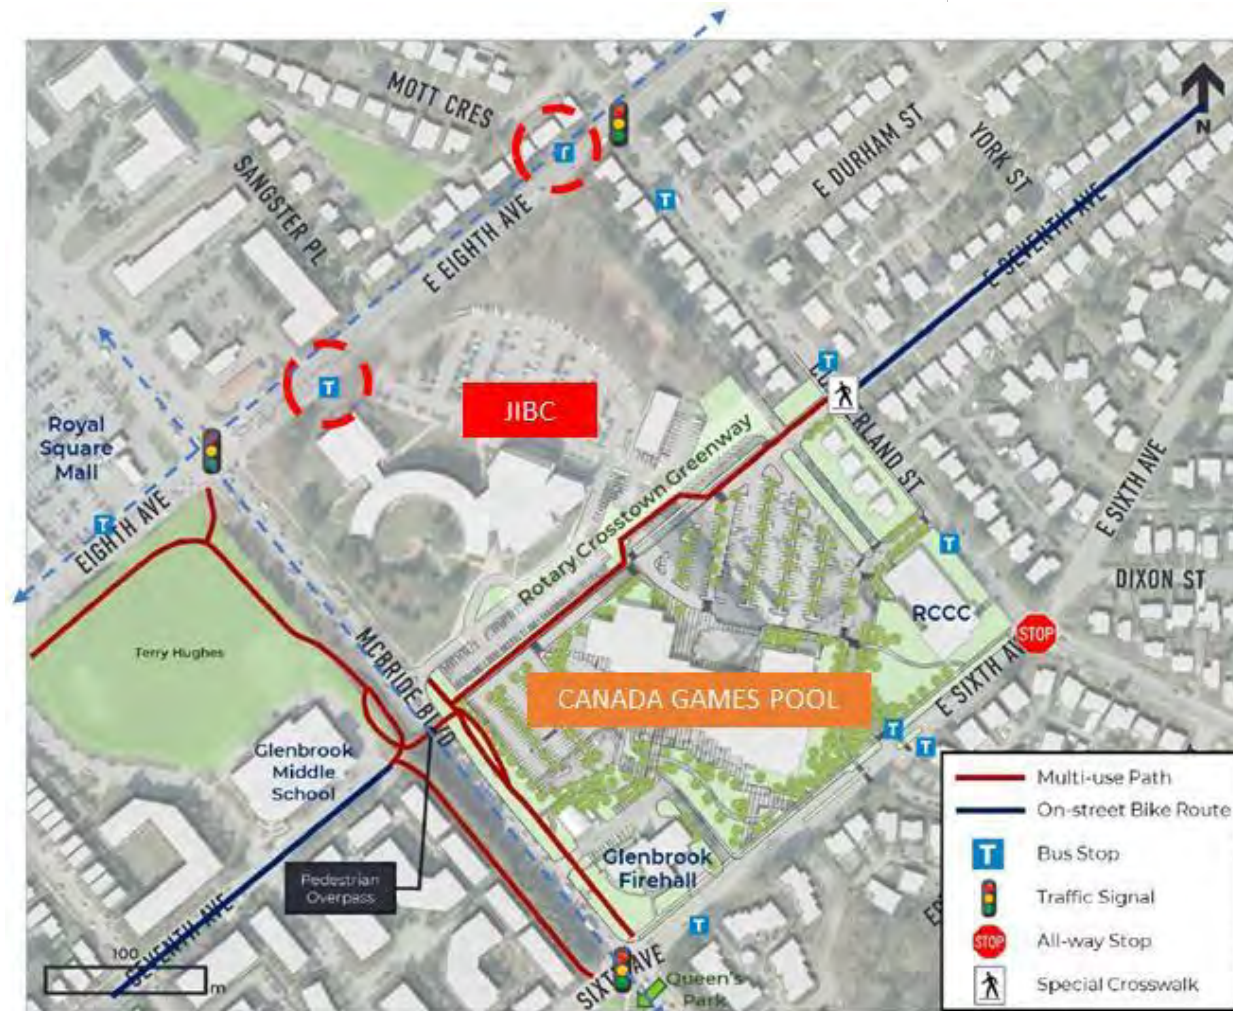 MOTT CRES
E DURHAM ST
YORK ST
N
SANGSTER PL
T
T
E EIGHTH AVE
E SEVENTH AVE
T
T
JIBC
Royal
Square
Mall
T
EIGHTH AVE
Rotary Crosstown Greenway
E SIXTH AVE
T
DIXON ST
RCCC
STOP
Terry Hughes
MCBRIDE BLVD
CANADA GAMES POOL
E SIXTH
T
T
Glenbrook
Middle
School
Glenbrook
Firehall
Pedestrian
Overpass
SEVENTH AVE
T
SIXTH AVE
Queen's
Park
100
m
Multi-use Path
On-street Bike Route
T
Bus Stop
Traffic Signal
STOP
All-way Stop
Special Crosswalk